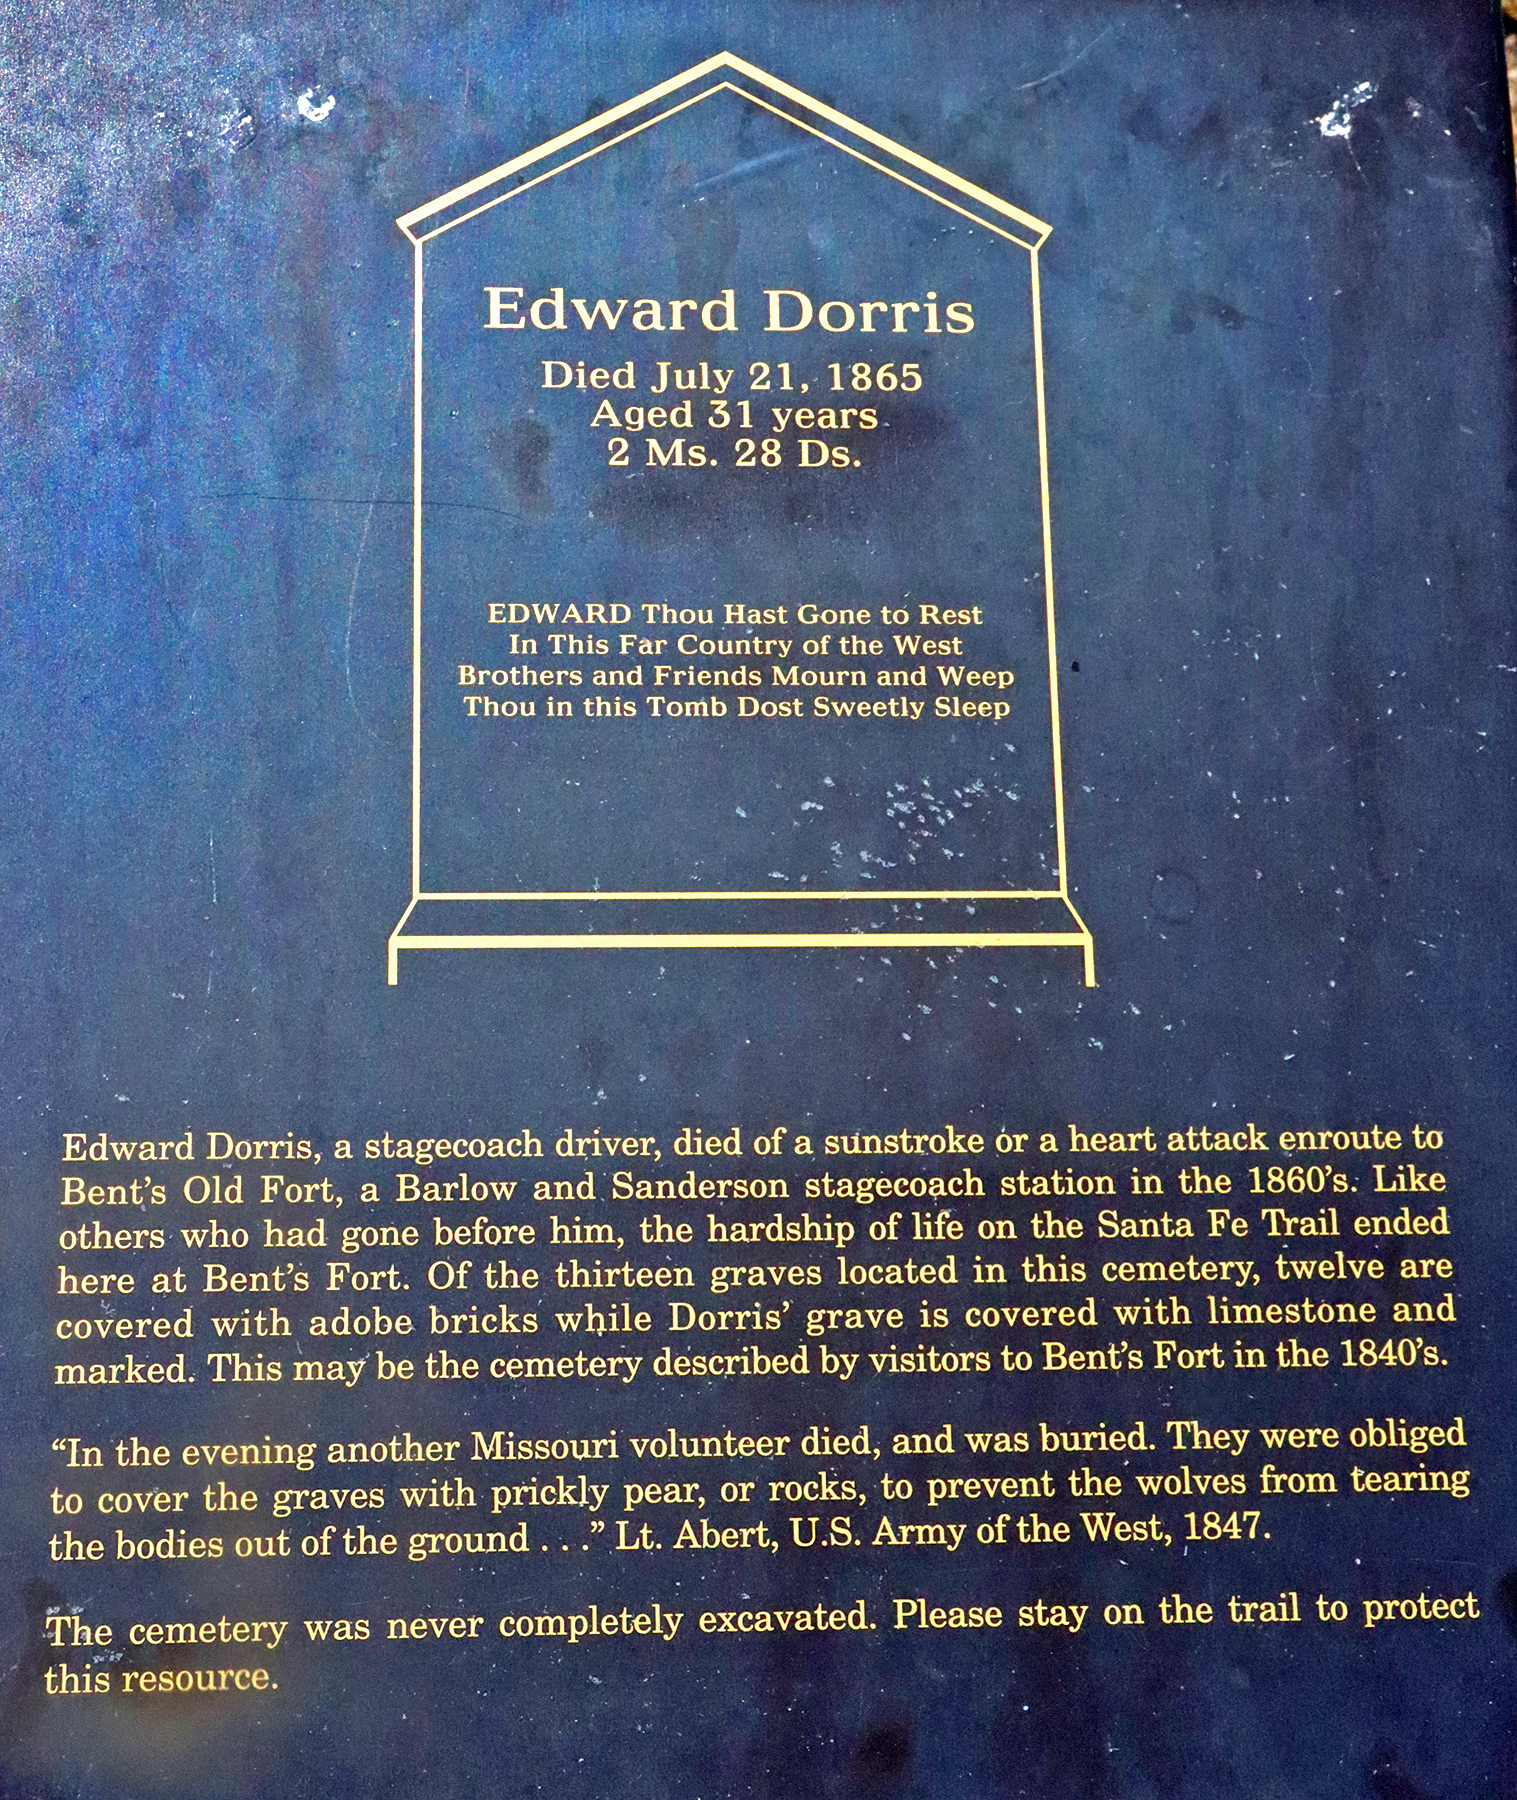 Edward Dorris
Died July 21, 1865
Aged 31 years
2 Ms. 28 Ds.
EDWARD Thou Hast Gone to Rest
In This Far Country of the West
Brothers and Friends Mourn and Weep
Thou in this Tomb Dost Sweetly Sleep
Edward Dorris, a stagecoach driver, died of a sunstroke or a heart attack enroute to
Bent's Old Fort, a Barlow and Sanderson stagecoach station in the 1860's. Like
others who had gone before him, the hardship of life on the Santa Fe Trail ended
here at Bent's Fort. Of the thirteen graves located in this cemetery, twelve are
covered with adobe bricks while Dorris' grave is covered with limestone and
marked. This may be the cemetery described by visitors to Bent's Fort in the 1840's.
“In the evening another Missouri volunteer died, and was buried. They were obliged
to cover the graves with prickly pear, or rocks, to prevent the wolves from tearing
the bodies out of the ground . . .” Lt. Abert, U.S. Army of the West, 1847.
The cemetery was never completely excavated. Please stay on the trail to protect
this resource.